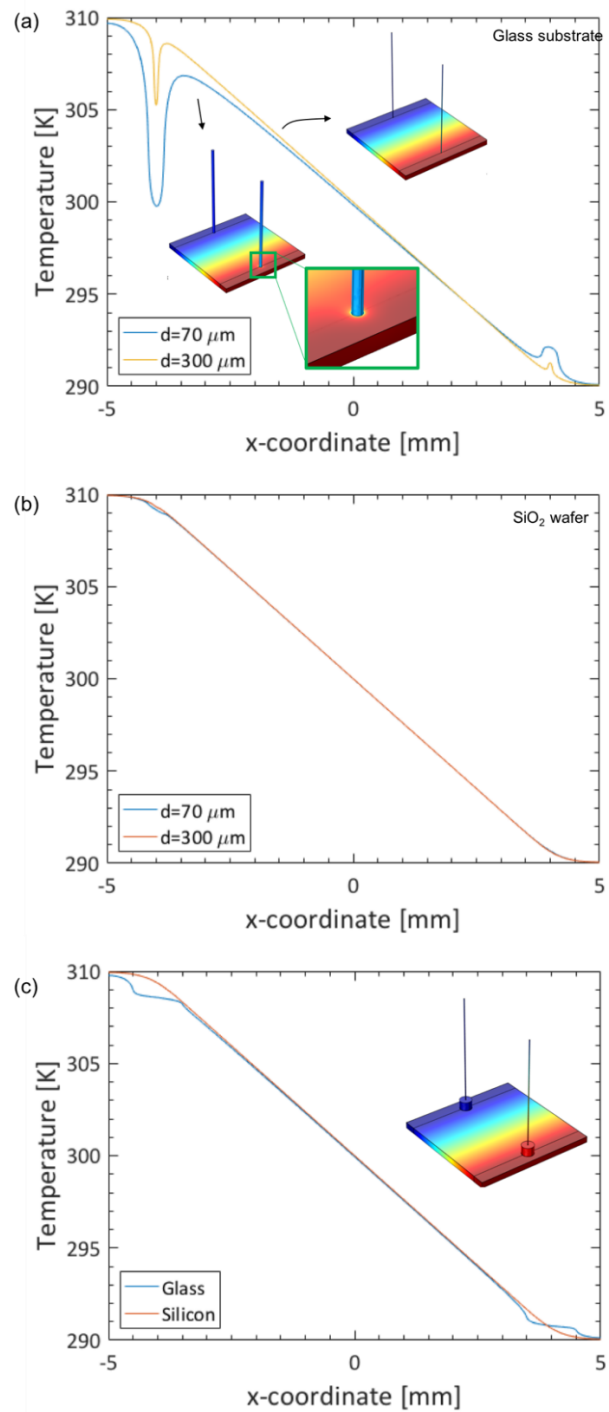 (a)
310
305
300
295
290
Temperature [K]
Glass substrate
d=70 μm
d=300 μm
-5
0
5
x-coordinate [mm]
(b)
310
305
300
295
290
Temperature [K]
SiO₂ wafer
d=70 μm
d=300 μm
-5
0
5
x-coordinate [mm]
(c)
310
305
300
295
290
Temperature [K]
Glass
Silicon
-5
0
5
x-coordinate [mm]